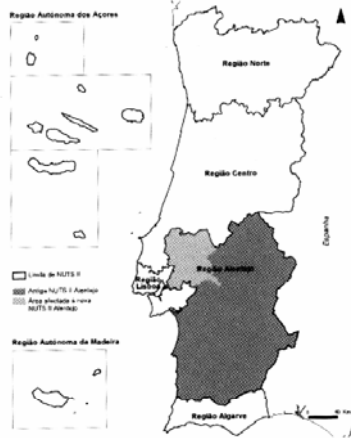 Região Autónoma dos Açores
Região Norte
Região Centro
Espanha
Região Alentejo
Região
Lisboa
Limite de NUTS II
Antiga NUTS II Alentejo
Área afectada à nova
NUTS II Alentejo
Região Autónoma da Madeira
Região Algarve